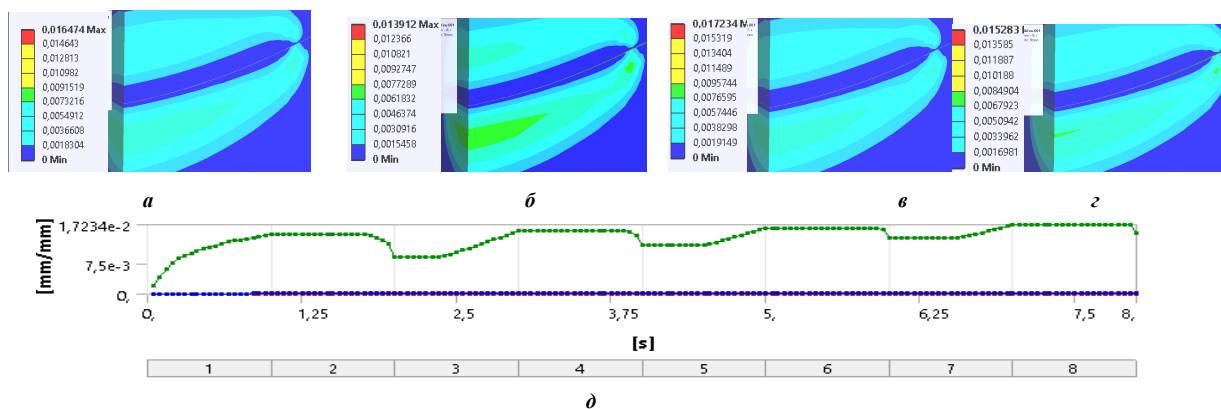 0,016474 Max
0,014643
0,012813
0,010982
0,0091519
0,0073216
0,0054912
0,0036608
0,0018304
0 Min
0,013912 Max
0,012366
0,010821
0,0092747
0,0077289
0,0061832
0,0046374
0,0030916
0,0015458
0 Min
0,017234
0,015319
0,013404
0,011489
0,0095744
0,0076595
0,0057446
0,0038298
0,0019149
0 Min
0,015283
0,013585
0,011887
0,010188
0,0084904
0,0067923
0,0050942
0,0033962
0,0016981
0 Min
а б в г
[mm/mm]
1,7234e-2
7,5e-3
0,
0, 1,25 2,5 3,75 5, 6,25 7,5 8,
[s]
1 2 3 4 5 6 7 8
д